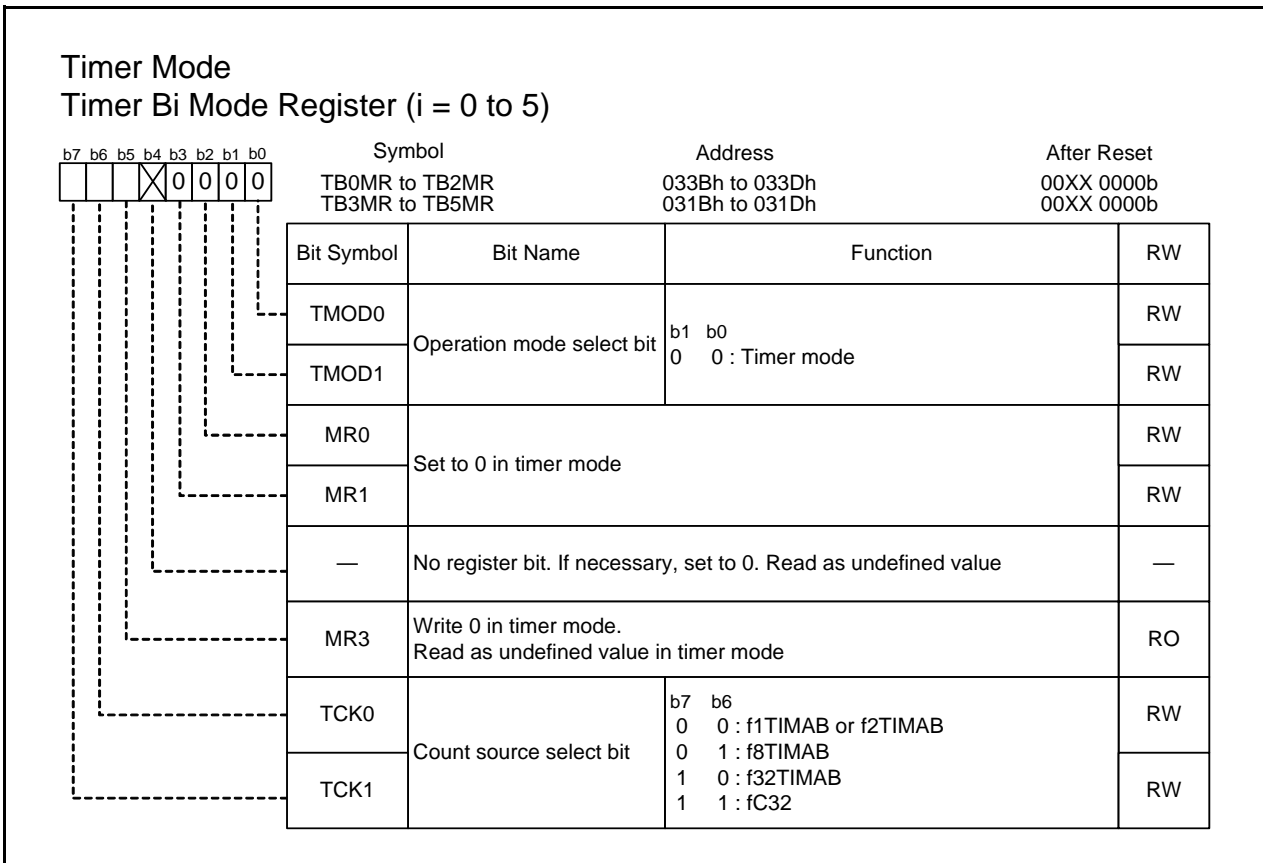 Timer Mode
Timer Bi Mode Register (i = 0 to 5)
b7 b6 b5 b4 b3 b2 b1 b0
0 0 0 0
Symbol Address After Reset
TB0MR to TB2MR 033Bh to 033Dh 00XX 0000b
TB3MR to TB5MR 031Bh to 031Dh 00XX 0000b
Bit Symbol Bit Name Function RW
TMOD0 RW
Operation mode select bit
b1 b0
0 0 : Timer mode
TMOD1 RW
MR0 RW
Set to 0 in timer mode
MR1 RW
— No register bit. If necessary, set to 0. Read as undefined value —
MR3 RO
Write 0 in timer mode.
Read as undefined value in timer mode
TCK0 RW
Count source select bit
b7 b6
0 0 : f1TIMAB or f2TIMAB
0 1 : f8TIMAB
1 0 : f32TIMAB
1 1 : fC32
TCK1 RW